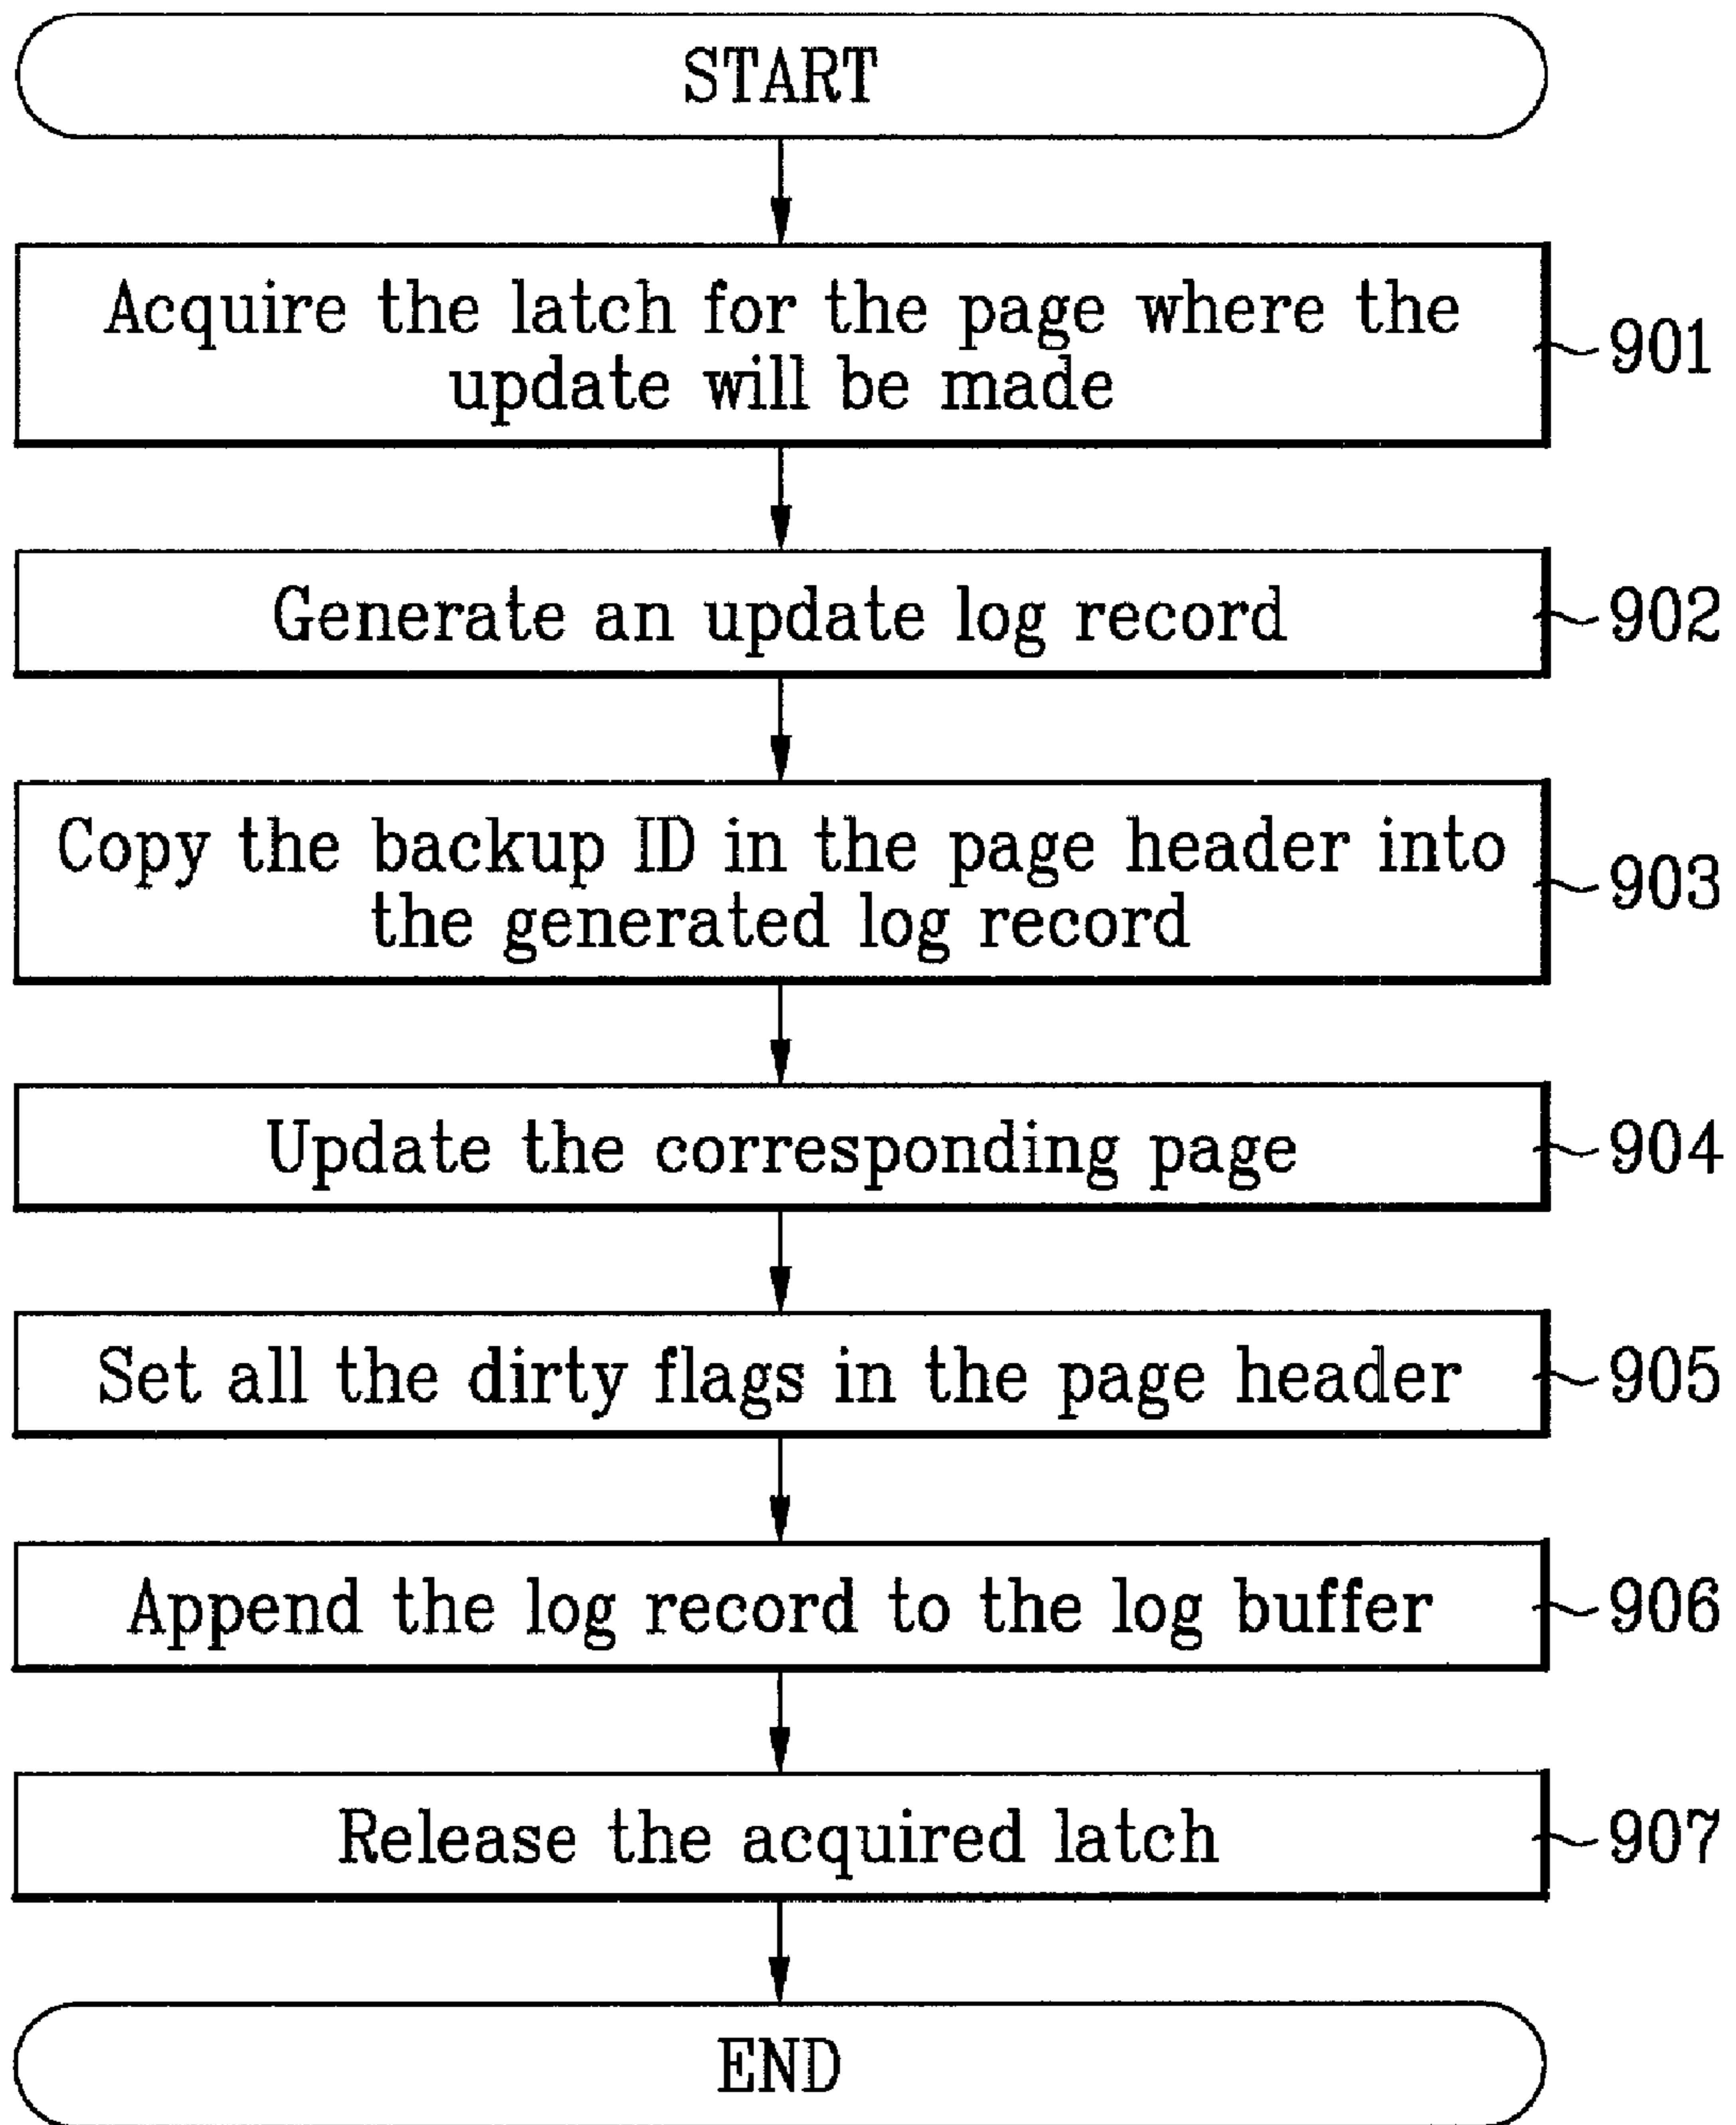 START
Acquire the latch for the page where the
update will be made
901
Generate an update log record
902
Copy the backup ID in the page header into
the generated log record
903
Update the corresponding page
904
Set all the dirty flags in the page header
905
Append the log record to the log buffer
906
Release the acquired latch
907
END